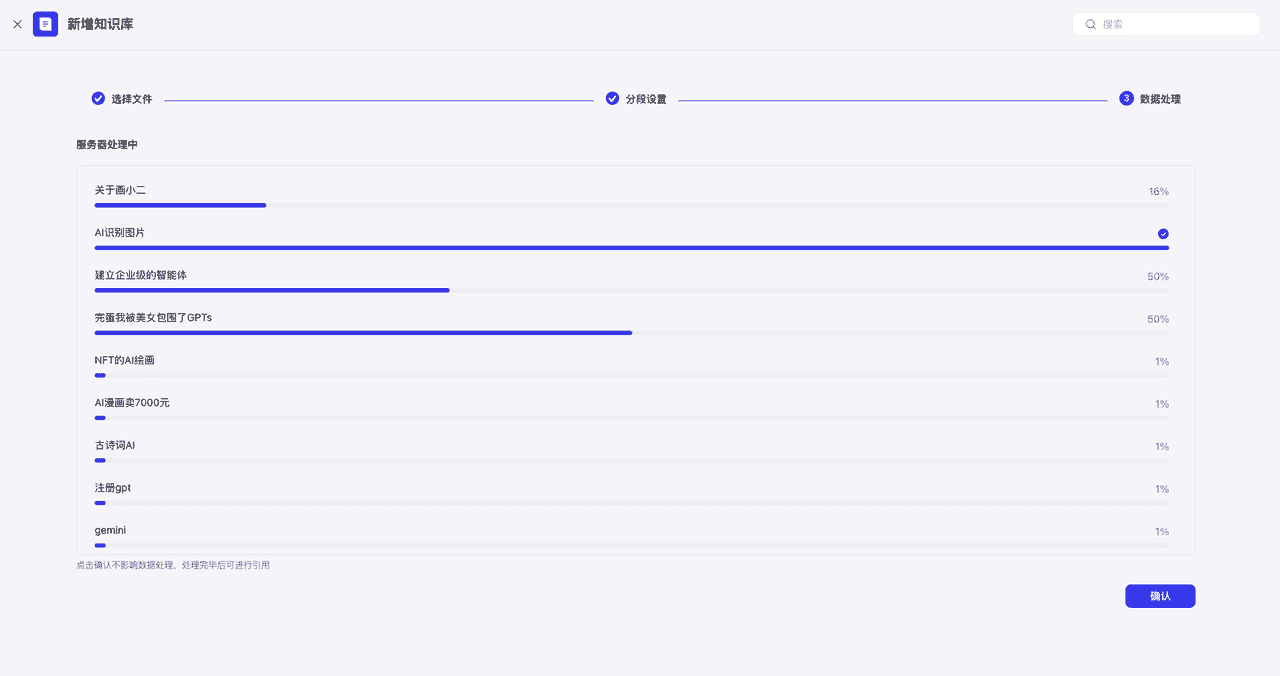 新增知识库
搜索
选择文件
分段设置
3 数据处理
服务器处理中
关于画小二
16%
AI识别图片
建立企业级的智能体
50%
完蛋我被美女包围了GPTs
50%
NFT的AI绘画
1%
AI漫画卖7000元
1%
古诗词AI
1%
注册gpt
1%
gemini
1%
点击确认不影响数据处理，处理完毕后可进行引用
确认